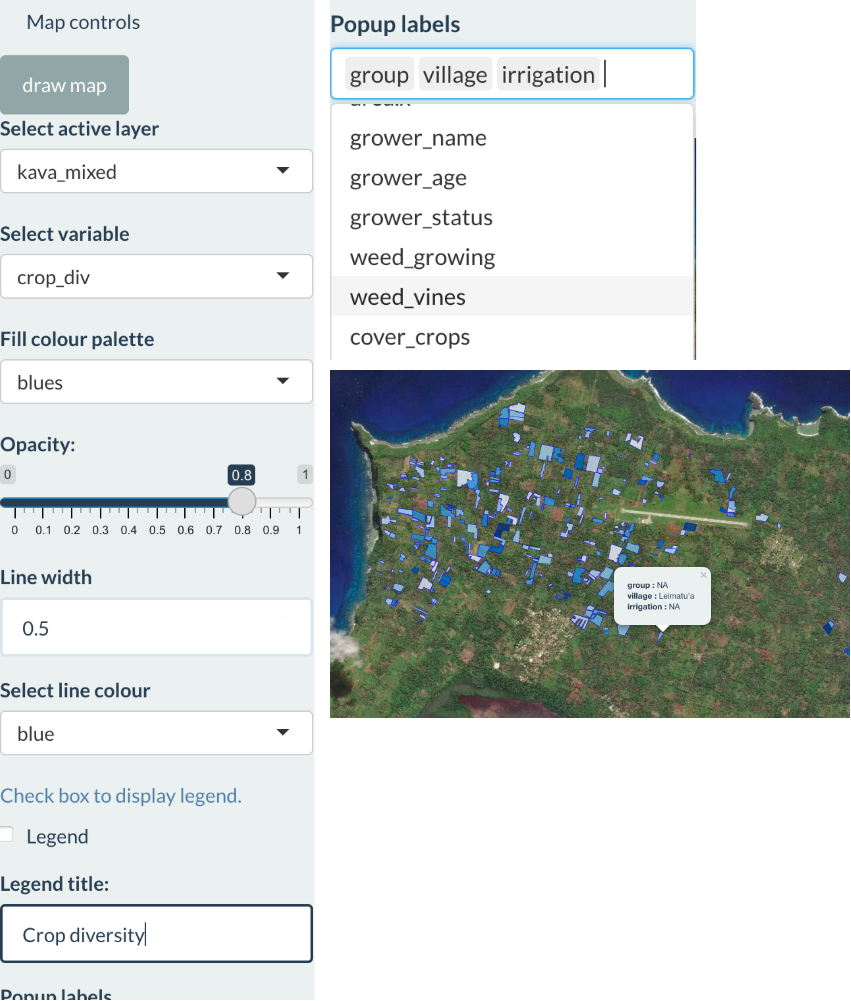 Map controls
draw map
Select active layer
kava_mixed
Select variable
crop_div
Fill colour palette
blues
Opacity:
0 0.8 1
0 0.1 0.2 0.3 0.4 0.5 0.6 0.7 0.8 0.9 1
Line width
0.5
Select line colour
blue
Check box to display legend.
Legend
Legend title:
Crop diversity
Popup labels
Popup labels
group village irrigation
grower_name
grower_age
grower_status
weed_growing
weed_vines
cover_crops
group : NA
village : Leimatu'a
irrigation : NA